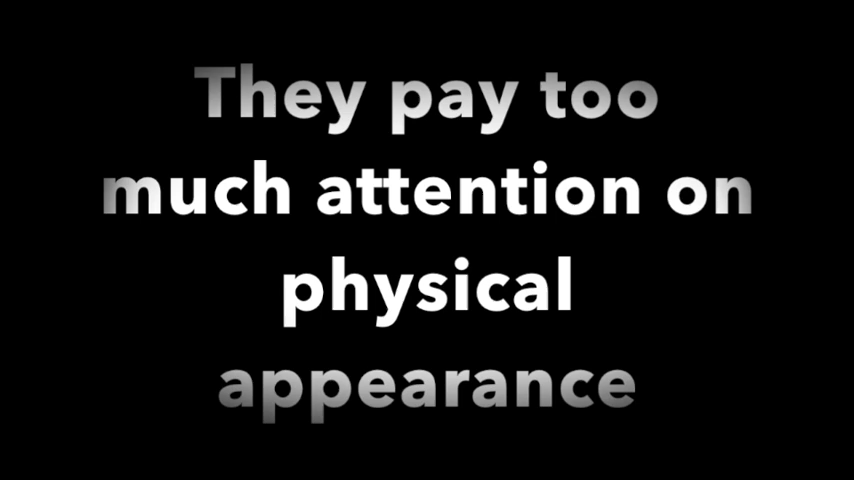 They pay too
much attention on
physical
appearance